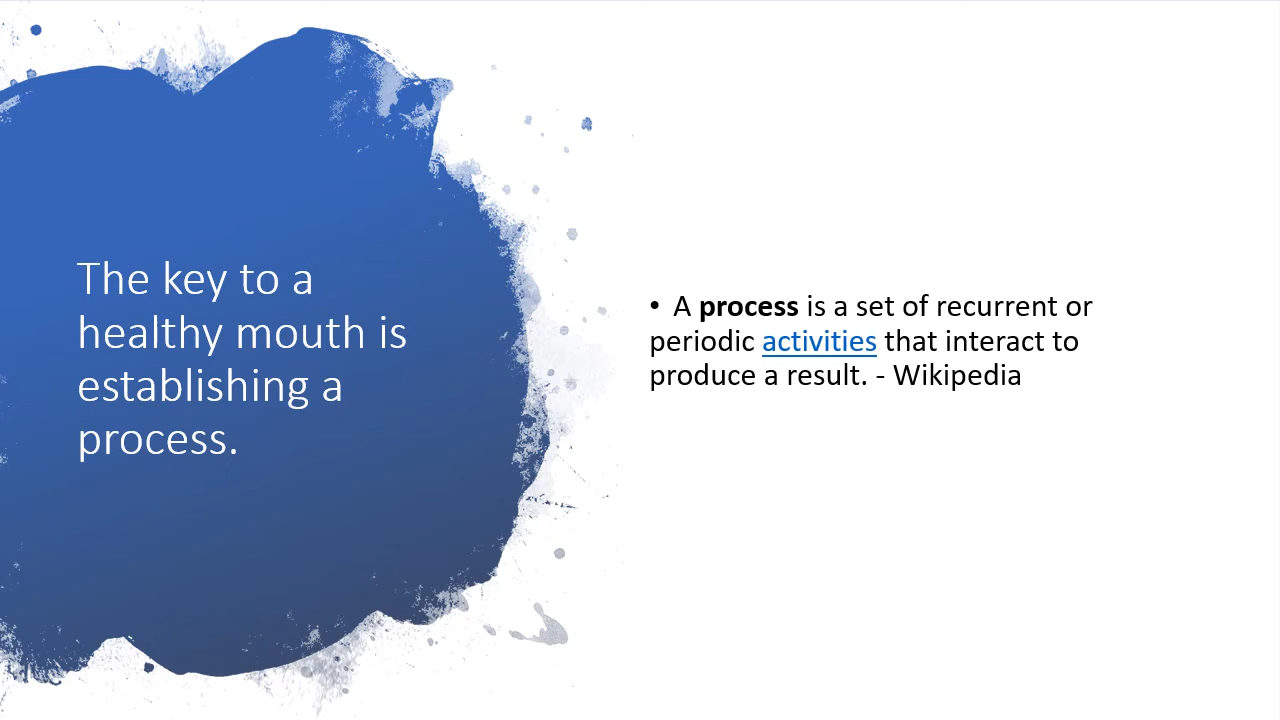 The key to a
healthy mouth is
establishing a
process.
• A process is a set of recurrent or
periodic activities that interact to
produce a result. - Wikipedia